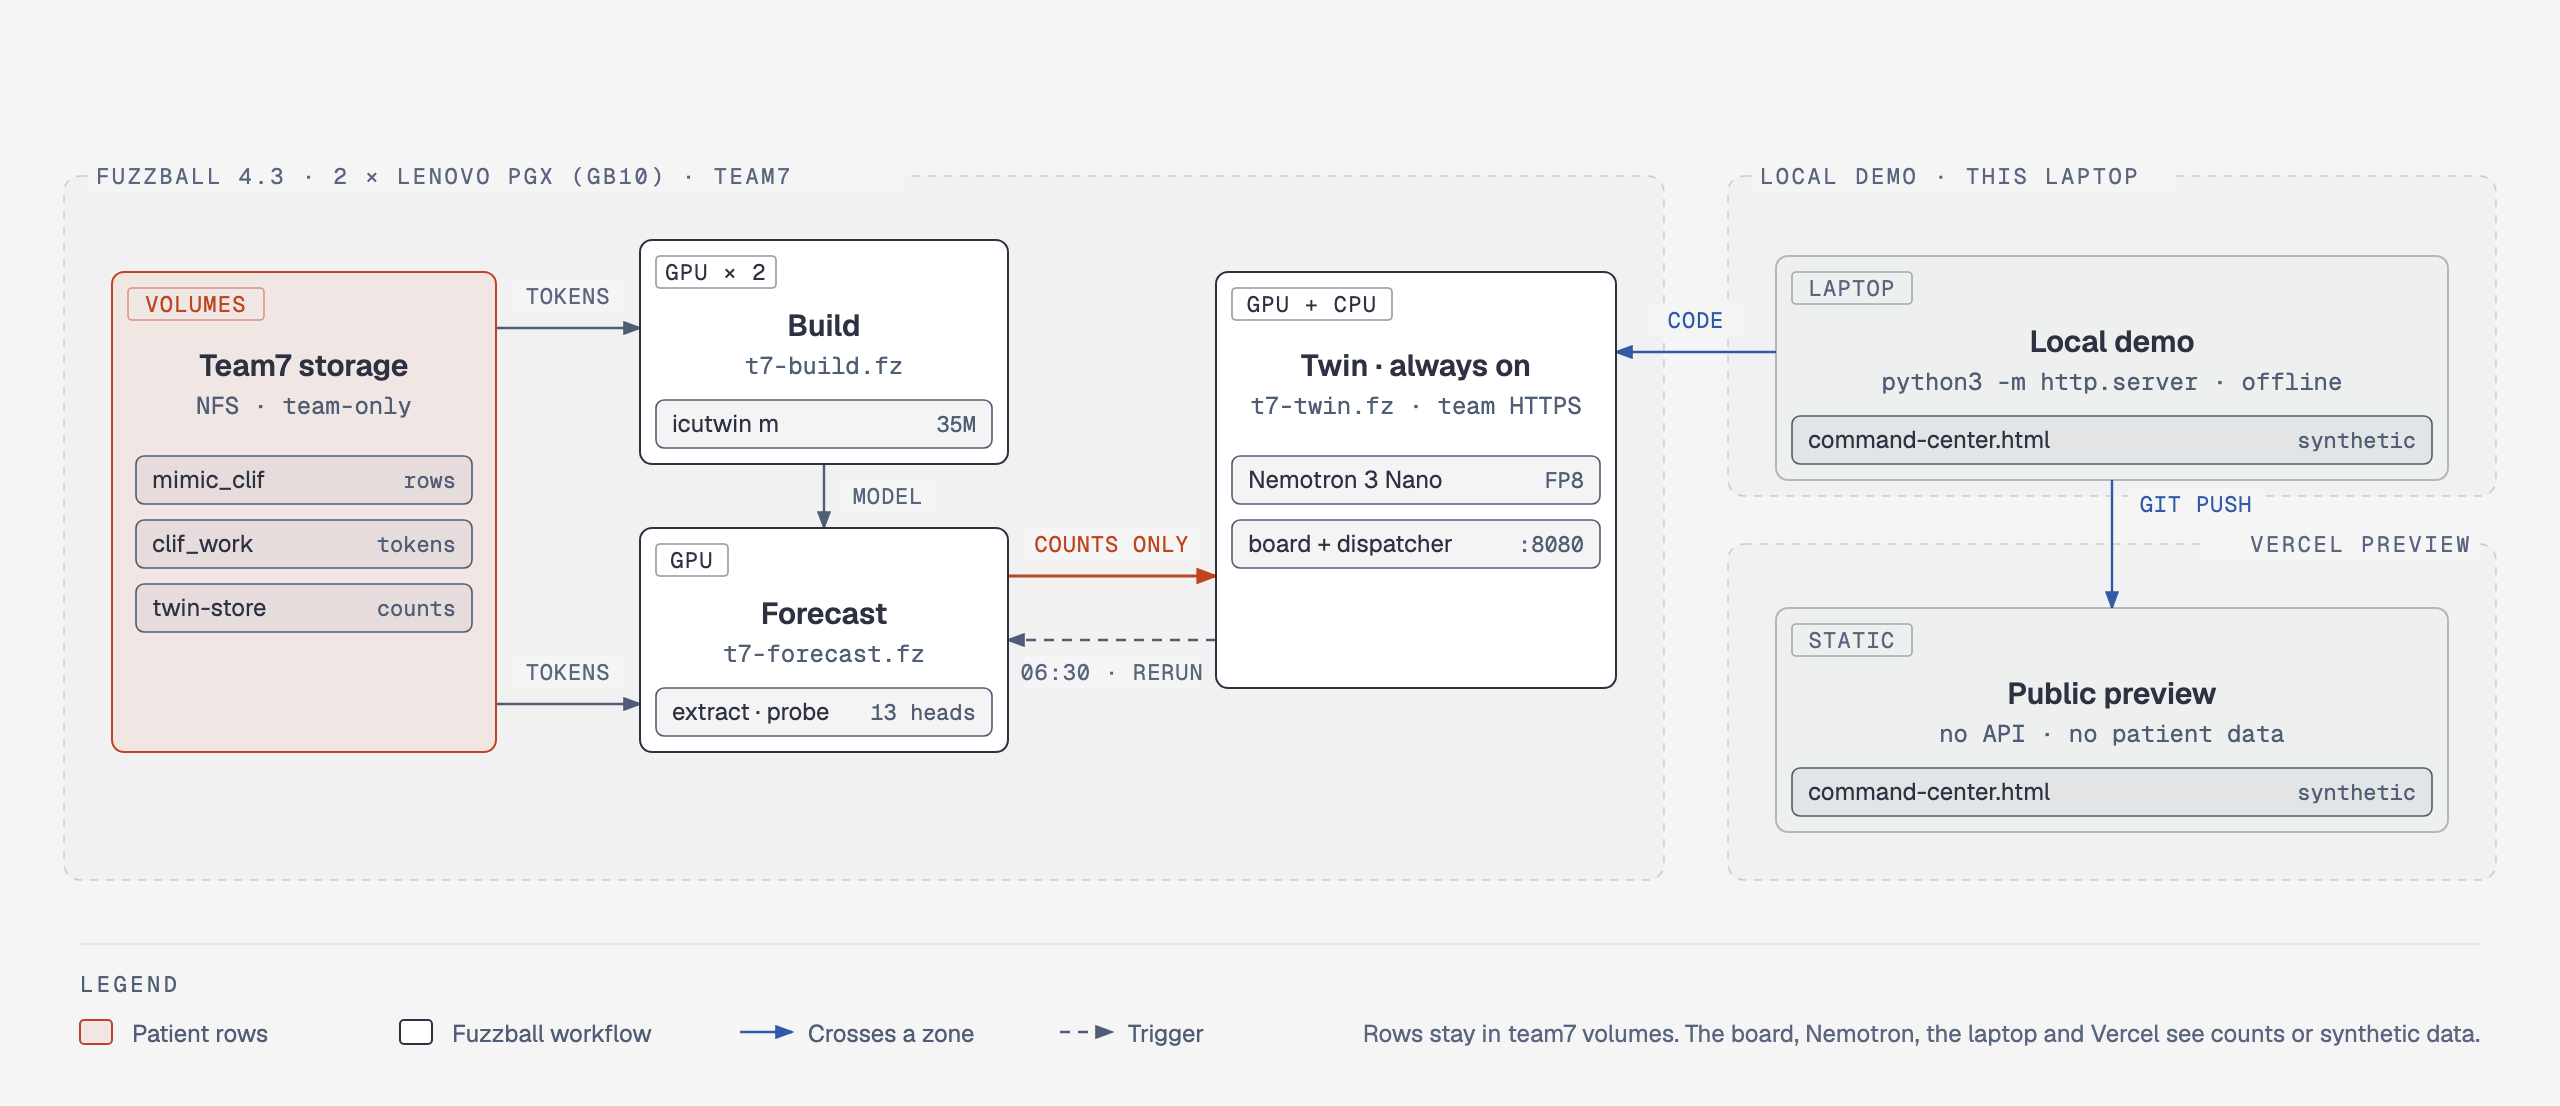 FUZZBALL 4.3 · 2 × LENOVO PGX (GB10) · TEAM7
VOLUMES
Team7 storage
NFS · team-only
mimic_clif rows
clif_work tokens
twin-store counts
TOKENS
TOKENS
GPU × 2
Build
t7-build.fz
icutwin m 35M
MODEL
GPU
Forecast
t7-forecast.fz
extract · probe 13 heads
COUNTS ONLY
06:30 · RERUN
GPU + CPU
Twin · always on
t7-twin.fz · team HTTPS
Nemotron 3 Nano FP8
board + dispatcher :8080
CODE
LOCAL DEMO · THIS LAPTOP
LAPTOP
Local demo
python3 -m http.server · offline
command-center.html synthetic
GIT PUSH
VERCEL PREVIEW
STATIC
Public preview
no API · no patient data
command-center.html synthetic
LEGEND
Patient rows
Fuzzball workflow
Crosses a zone
Trigger
Rows stay in team7 volumes. The board, Nemotron, the laptop and Vercel see counts or synthetic data.